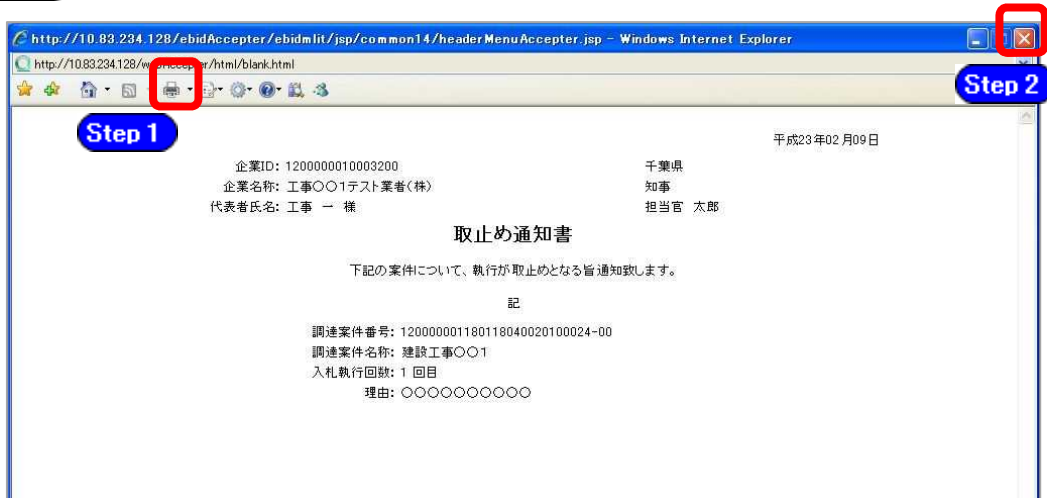 http://10.83.234.128/ebidAccepter/ebidmlit/jsp/common14/headerMenuAccepter.jsp - Windows Internet Explorer
http://10.83.234.128/webAccepter/html/blank.html
Step 2
Step 1
平成23年02月09日
企業ID: 1200000010003200 千葉県
企業名称: 工事〇〇1テスト業者(株) 知事
代表者氏名: 工事 一 様 担当官 太郎
取止め通知書
下記の案件について、執行が取止めとなる旨通知致します。
記
調達案件番号: 1200000011801180040020100024-00
調達案件名称: 建設工事〇〇1
入札執行回数: 1 回目
理由: 〇〇〇〇〇〇〇〇〇〇